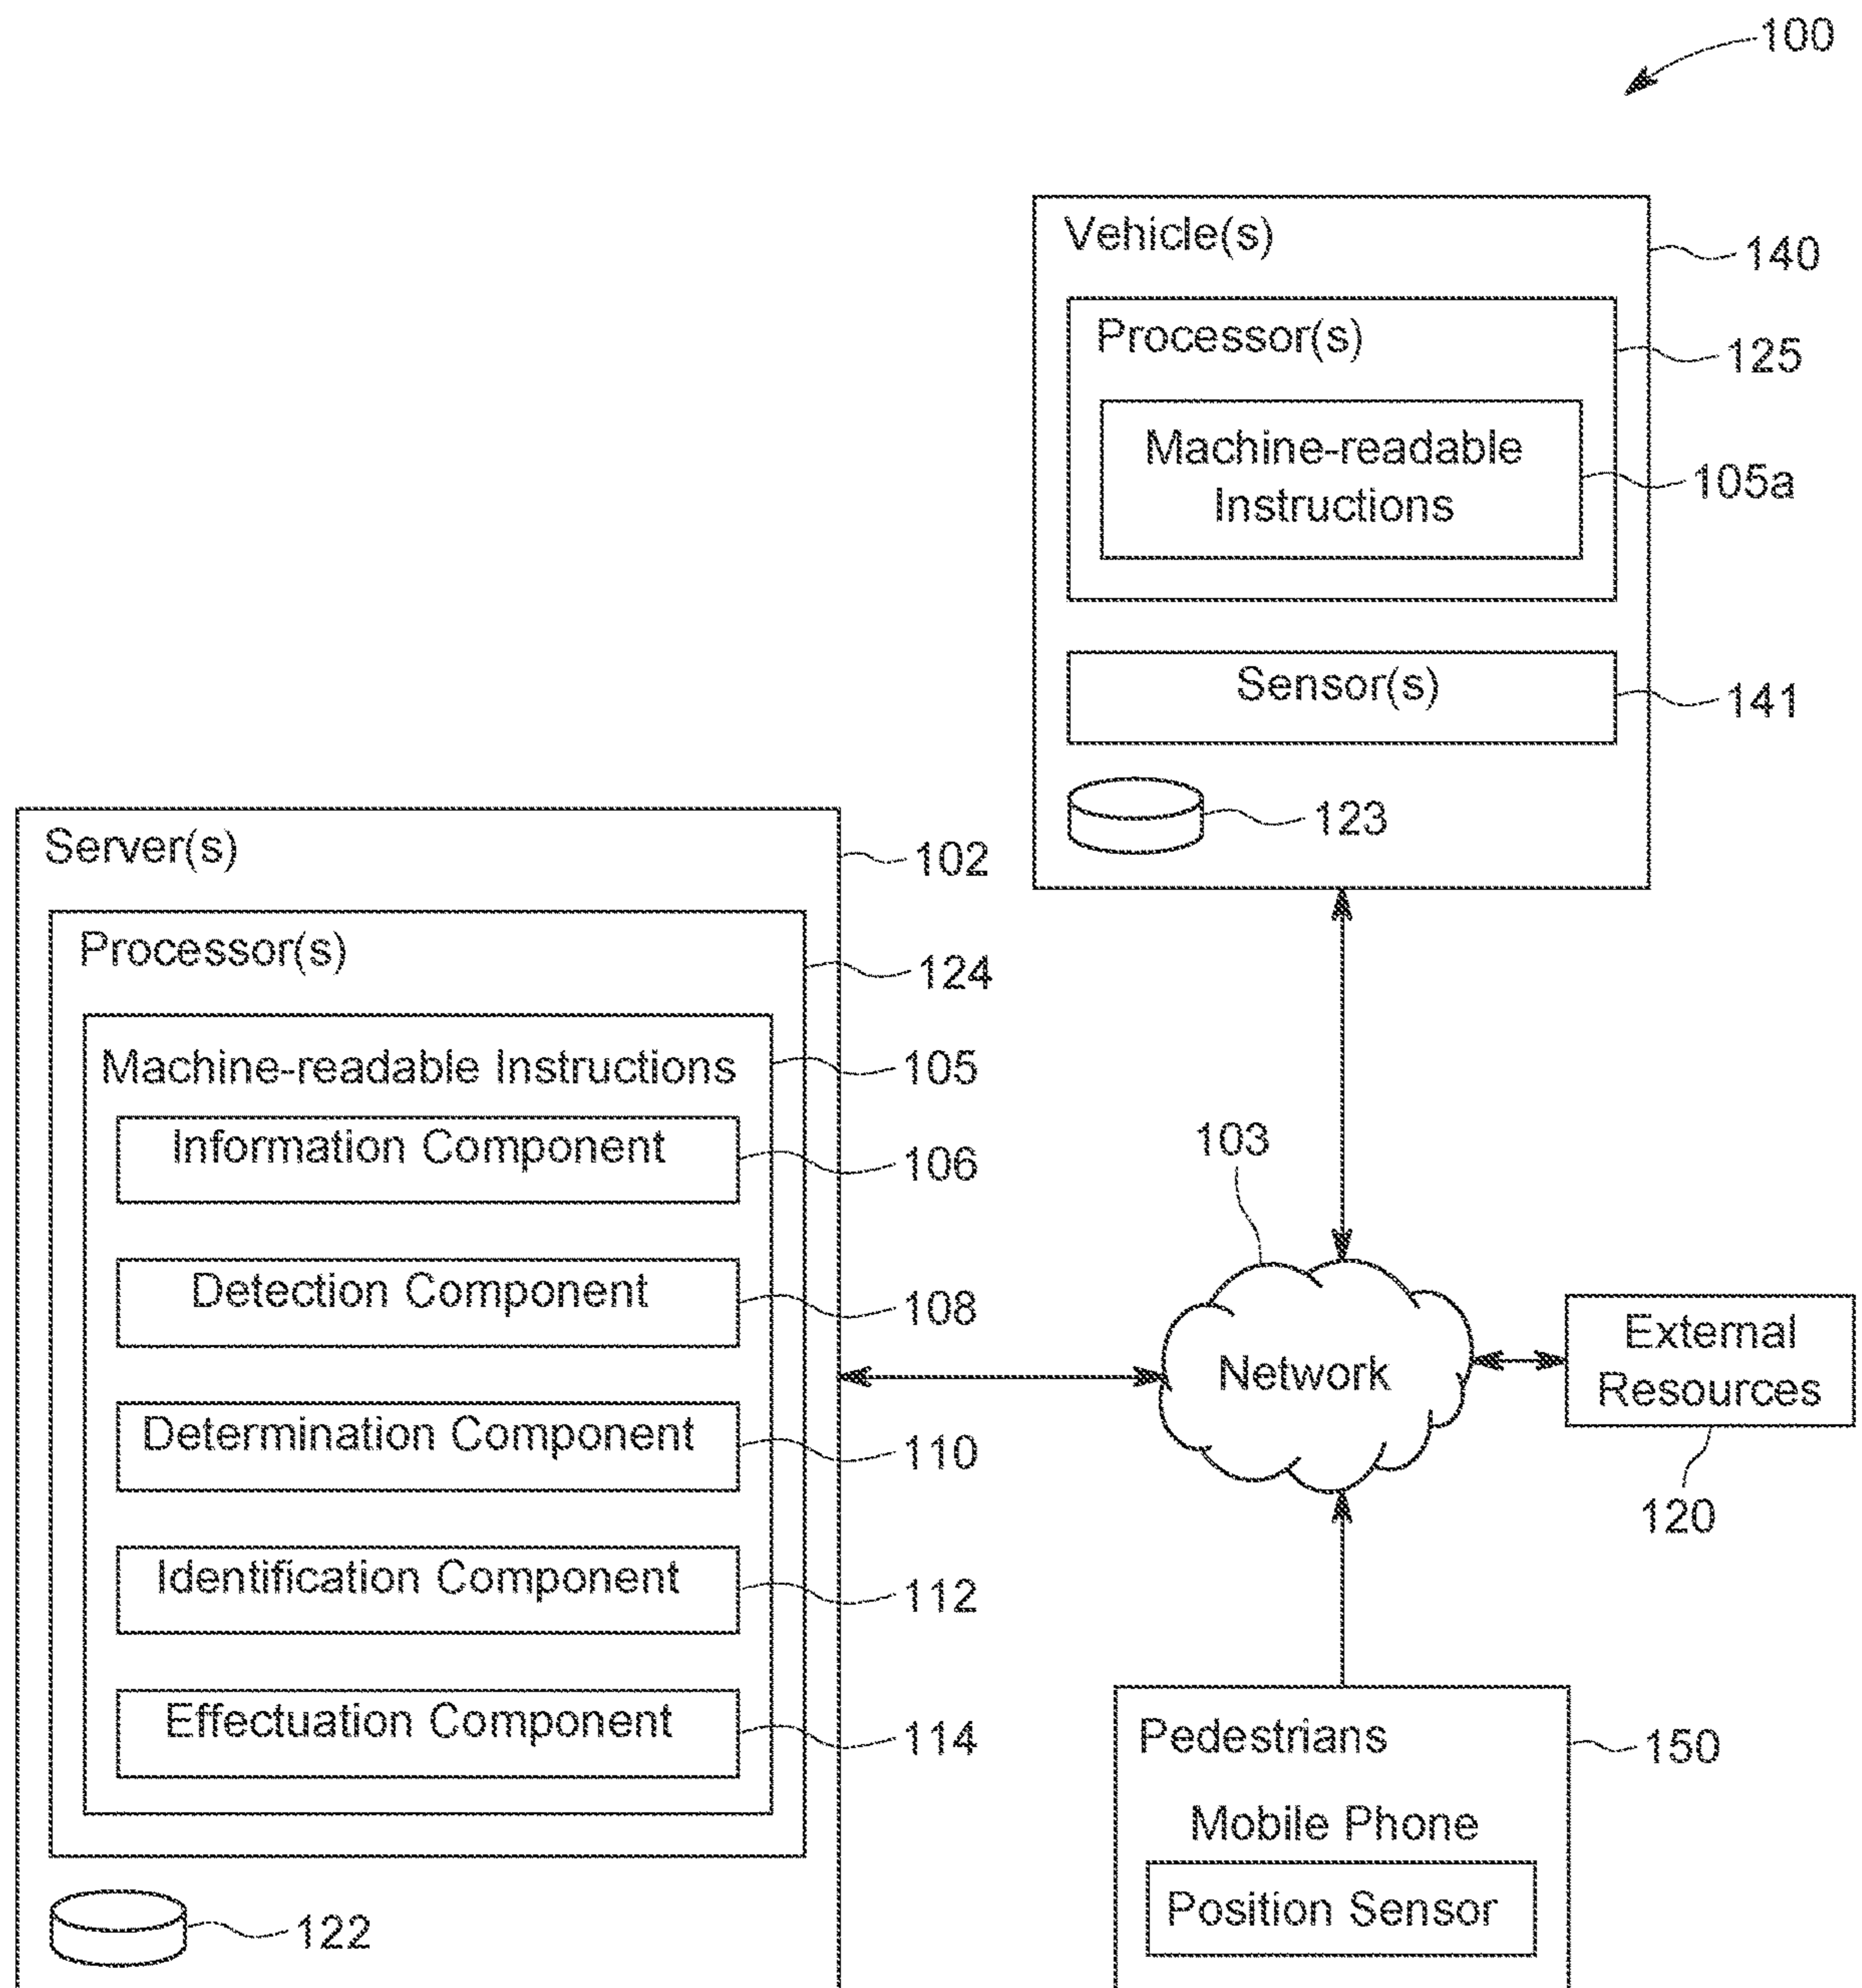 100
Vehicle(s)
140
Processor(s)
125
Machine-readable
Instructions
105a
Sensor(s)
141
123
Server(s)
102
Processor(s)
124
Machine-readable Instructions
105
Information Component
106
Detection Component
108
Determination Component
110
Identification Component
112
Effectuation Component
114
122
103
Network
External
Resources
120
Pedestrians
150
Mobile Phone
Position Sensor